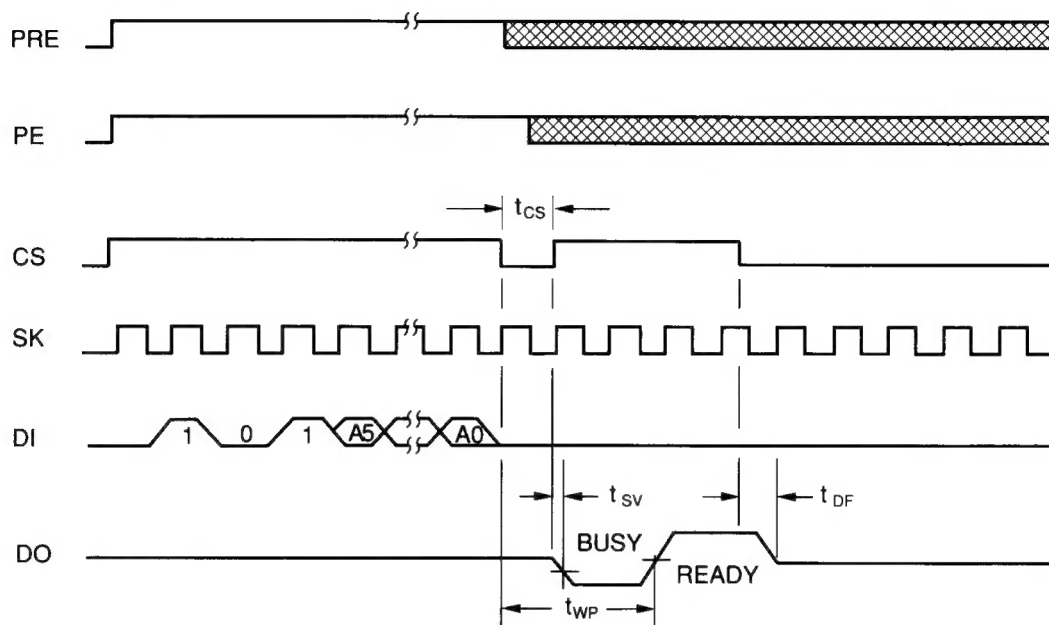 PRE
PE
tCS
CS
SK
DI 1 0 1 A5 A0
tSV tDF
DO BUSY
READY
tWP